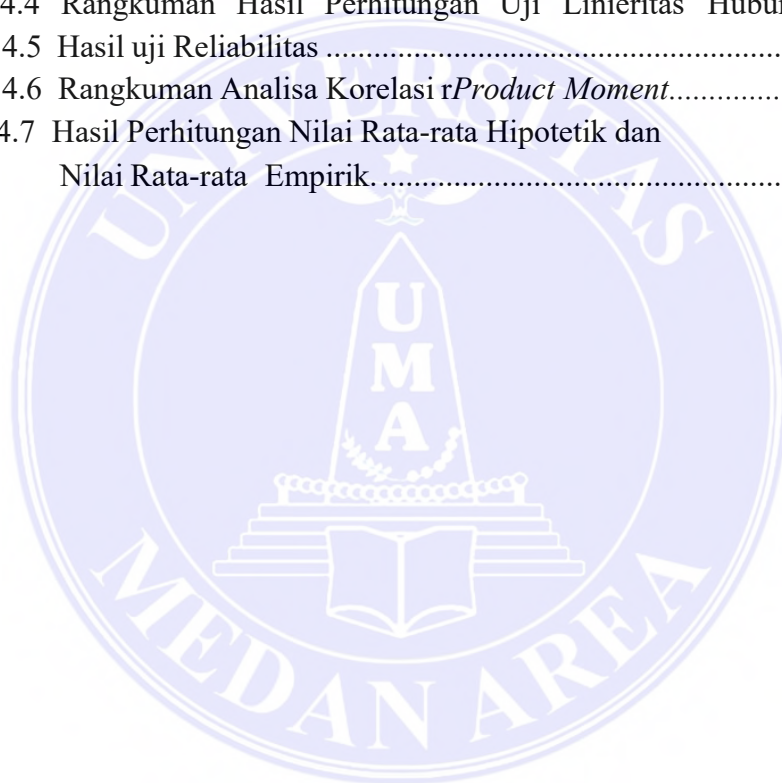 4.4 Rangkuman Hasil Perhitungan Uji Linieritas
4.5 Hasil uji Reliabilitas ........................................................
4.6 Rangkuman Analisa Korelasi rProduct Moment..............
4.7 Hasil Perhitungan Nilai Rata-rata Hipotetik dan
Nilai Rata-rata Empirik. ..................................................
UNIVERSITAS
UMA
MEDAN AREA